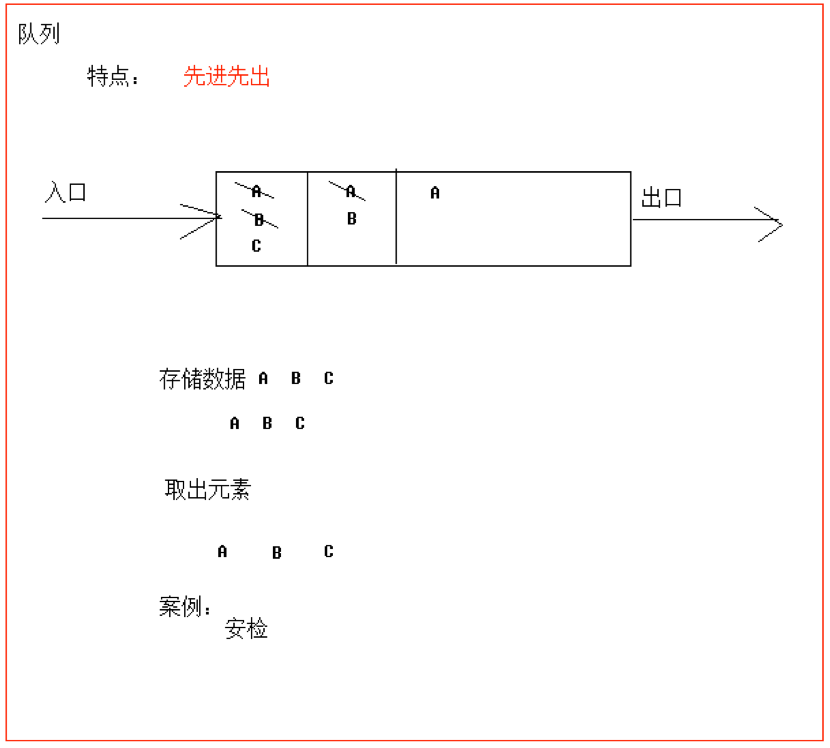 队列
特点: 先进先出
入口
A A A
B B
C
出口
存储数据 A B C
A B C
取出元素
A B C
案例:
安检